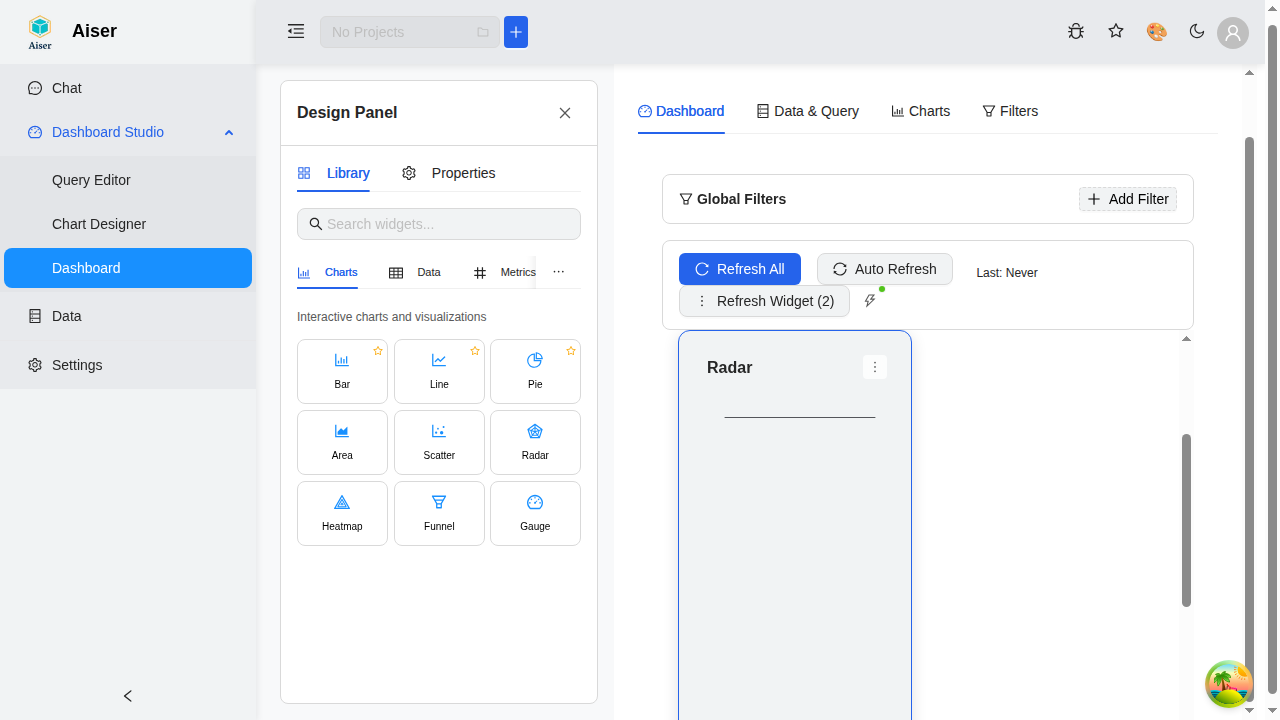 Aiser
Aiser
No Projects
Chat
Dashboard Studio
Query Editor
Chart Designer
Dashboard
Data
Settings
Design Panel
Library
Properties
Search widgets...
Charts
Data
Metrics
Interactive charts and visualizations
Bar
Line
Pie
Area
Scatter
Radar
Heatmap
Funnel
Gauge
Dashboard
Data & Query
Charts
Filters
Global Filters
Add Filter
Refresh All
Auto Refresh
Last: Never
Refresh Widget (2)
Radar